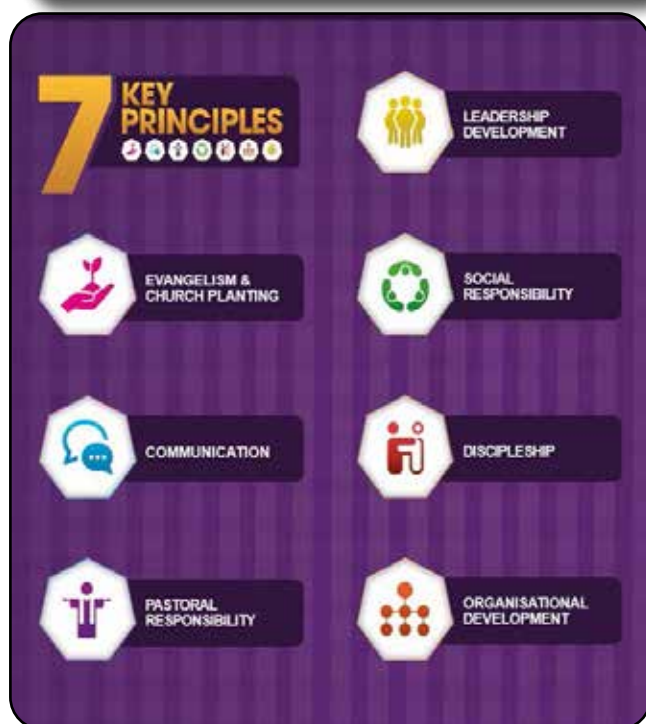 7 KEY
PRINCIPLES
EVANGELISM &
CHURCH PLANTING
COMMUNICATION
PASTORAL
RESPONSIBILITY
LEADERSHIP
DEVELOPMENT
SOCIAL
RESPONSIBILITY
DISCIPLESHIP
ORGANISATIONAL
DEVELOPMENT